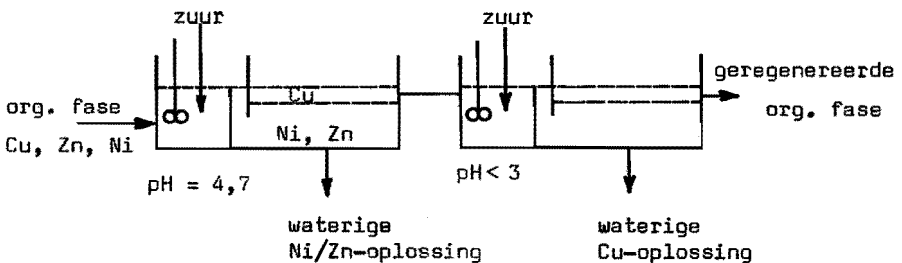 zuur
zuur
org. fase
Cu, Zn, Ni
Cu
Ni, Zn
geregenereerde
org. fase
pH = 4,7
pH< 3
waterige
Ni/Zn-oplossing
waterige
Cu-oplossing